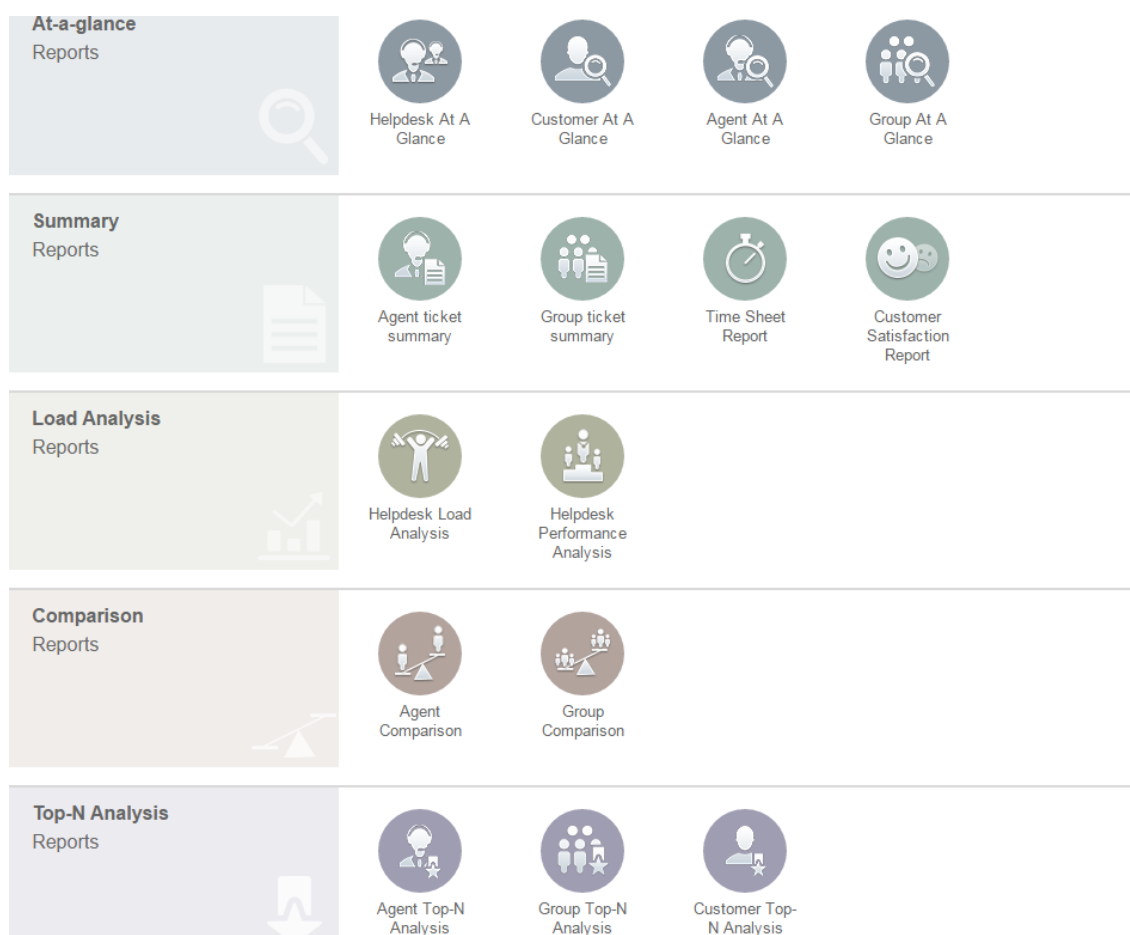 At-a-glance
Reports
Helpdesk At A
Glance
Customer At A
Glance
Agent At A
Glance
Group At A
Glance
Summary
Reports
Agent ticket
summary
Group ticket
summary
Time Sheet
Report
Customer
Satisfaction
Report
Load Analysis
Reports
Helpdesk Load
Analysis
Helpdesk
Performance
Analysis
Comparison
Reports
Agent
Comparison
Group
Comparison
Top-N Analysis
Reports
Agent Top-N
Analysis
Group Top-N
Analysis
Customer Top-
N Analysis